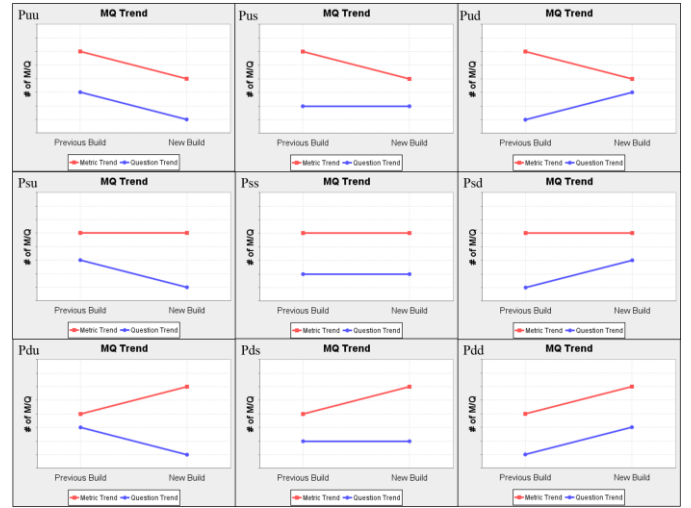 Puu MQ Trend
# of M/Q
Previous Build New Build
Metric Trend Question Trend
Pus MQ Trend
# of M/Q
Previous Build New Build
Metric Trend Question Trend
Pud MQ Trend
# of M/Q
Previous Build New Build
Metric Trend Question Trend
Psu MQ Trend
# of M/Q
Previous Build New Build
Metric Trend Question Trend
Pss MQ Trend
# of M/Q
Previous Build New Build
Metric Trend Question Trend
Psd MQ Trend
# of M/Q
Previous Build New Build
Metric Trend Question Trend
Pdu MQ Trend
# of M/Q
Previous Build New Build
Metric Trend Question Trend
Pds MQ Trend
# of M/Q
Previous Build New Build
Metric Trend Question Trend
Pdd MQ Trend
# of M/Q
Previous Build New Build
Metric Trend Question Trend